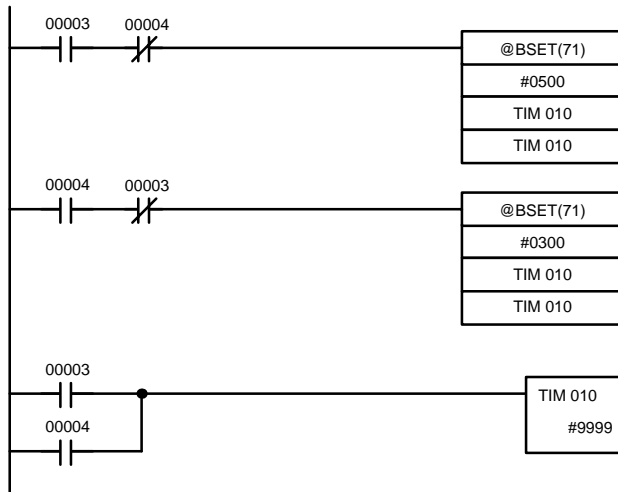 00003 00004
@BSET(71)
#0500
TIM 010
TIM 010
00004 00003
@BSET(71)
#0300
TIM 010
TIM 010
00003
TIM 010
00004
#9999